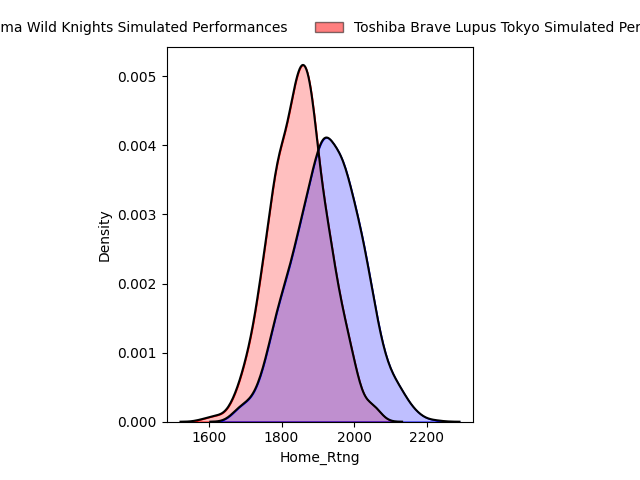 ma Wild Knights Simulated Performances Toshiba Brave Lupus Tokyo Simulated Per
0.005
0.004
0.003
0.002
0.001
0.000
Density
1600 1800 2000 2200
Home_Rtng